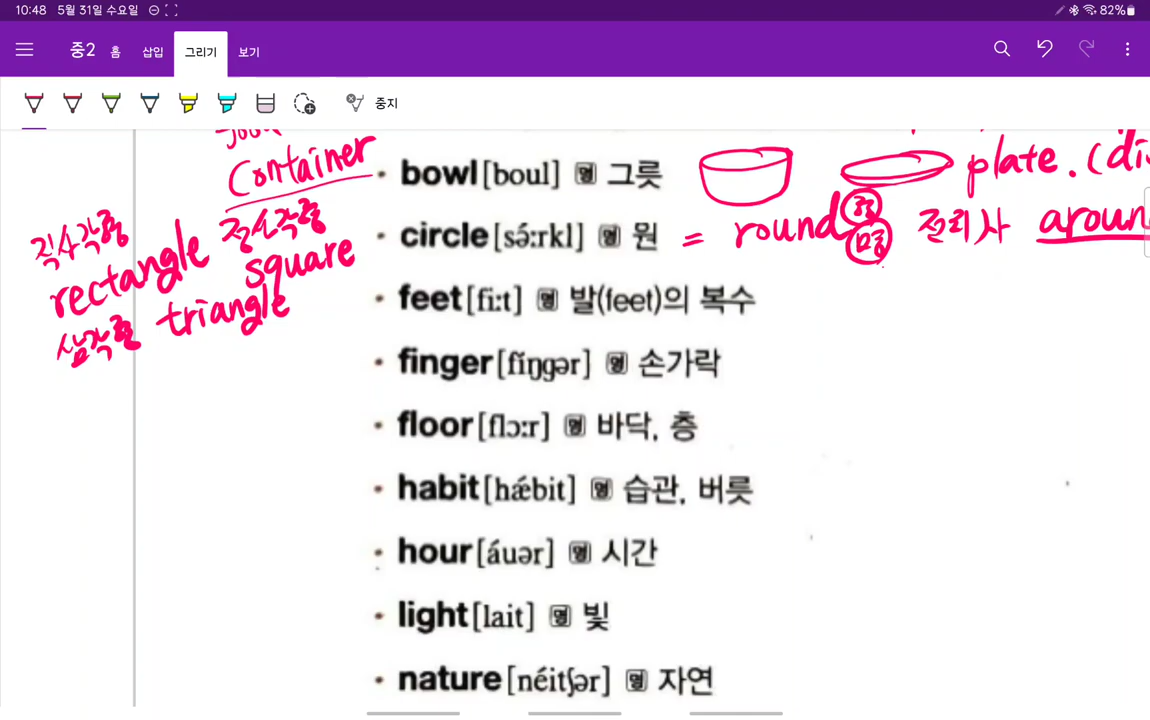 10:48 5월 31일 수요일 82%
중2 홈 삽입 그리기 보기
중지
Container
bowl[boul] 명 그릇
plate.
circle[sə́ːrkl] 명 원 = round 형 명 전치사 aroun
직사각형 정사각형
rectangle square
삼각형 triangle
feet[fiːt] 명 발(feet)의 복수
finger[fíŋgər] 명 손가락
floor[flɔːr] 명 바닥, 층
habit[hǽbit] 명 습관, 버릇
hour[áuər] 명 시간
light[lait] 명 빛
nature[néitʃər] 명 자연